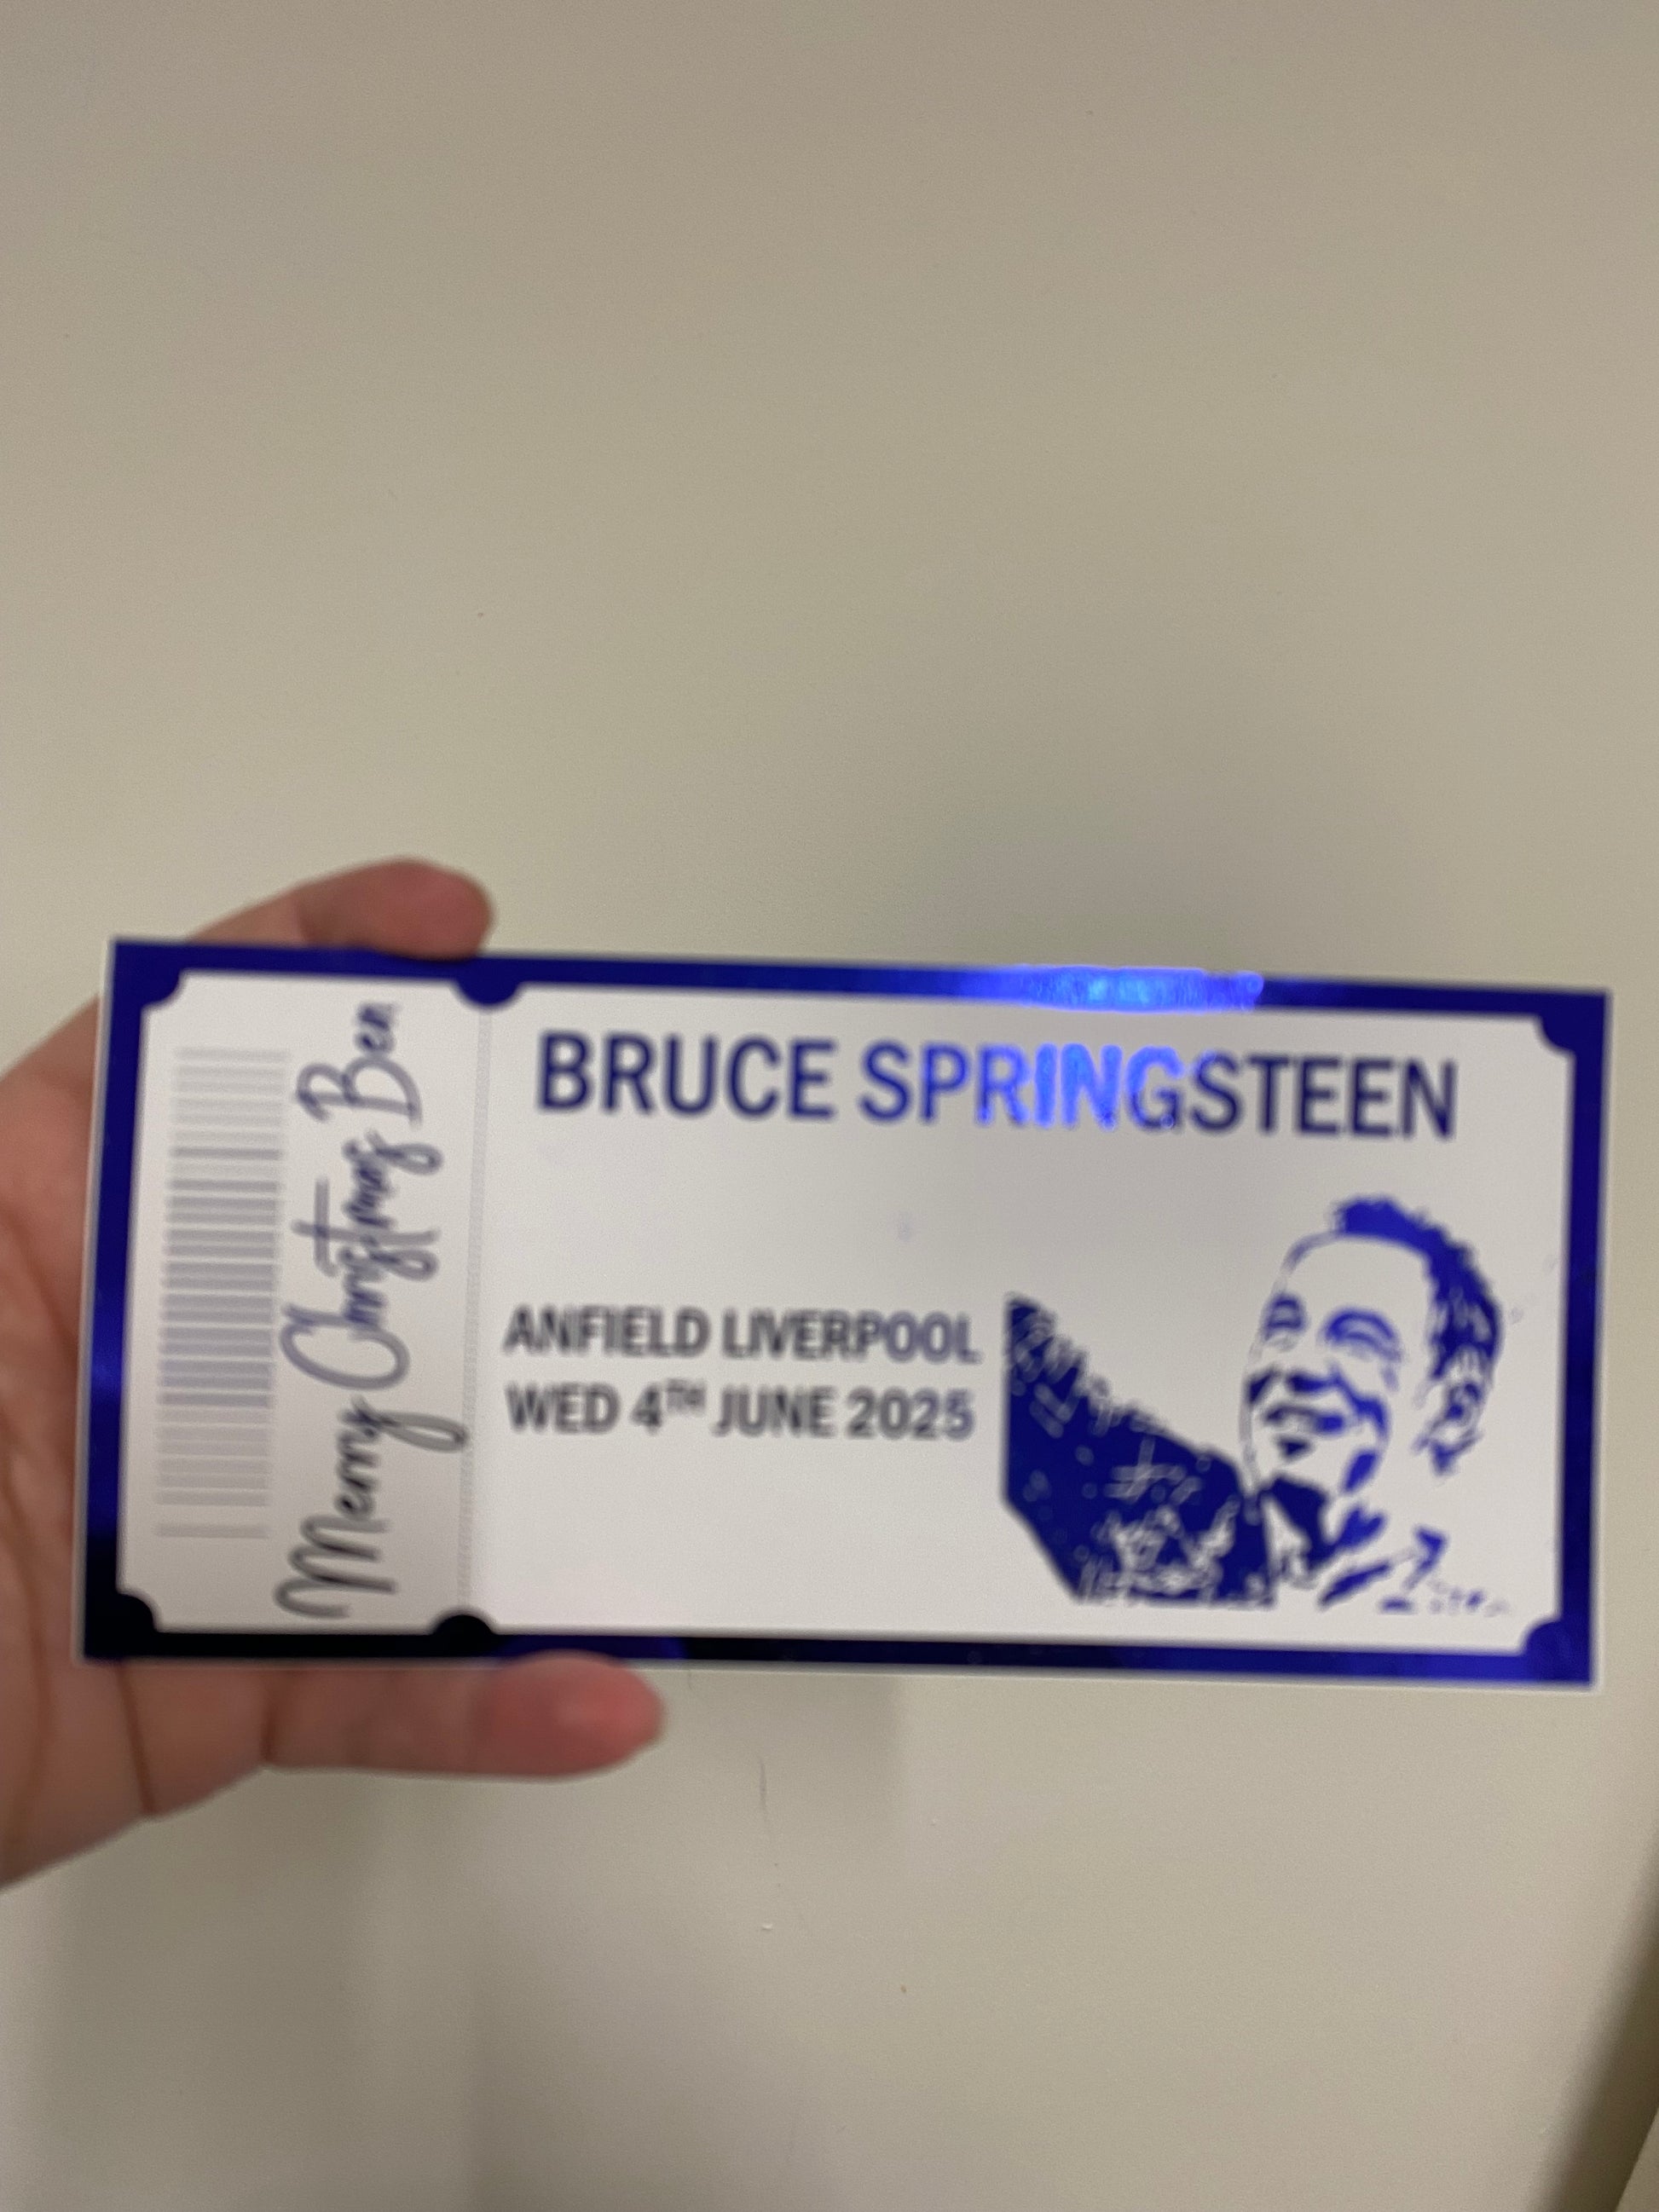 Merry Christmas Ben
BRUCE SPRINGSTEEN
ANFIELD LIVERPOOL
WED 4TH JUNE 2025